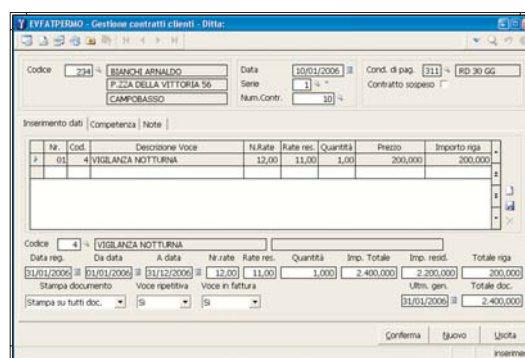 EVFATPERMO - Gestione contratti clienti - Ditta:
Codice 234 BIANCHI ARNALDO Data 10/01/2006 Cond. di pag. 311 RD 30 GG
P.ZZA DELLA VITTORIA 56 Serie 1 Contratto sospeso
CAMPOBASSO Num.Contr. 10
Inserimento dati Competenza Note
Nr. Cod. Descrizione Voce N.Rate Rate res. Quantità Prezzo Importo riga
01 4 VIGILANZA NOTTURNA 12,00 11,00 1,00 200,000 200,000
Codice 4 VIGILANZA NOTTURNA
Data reg. Da data A data Nr.rate Rate res. Quantità Imp. Totale Imp. resid. Totale riga
31/01/2006 01/01/2006 31/12/2006 12,00 11,00 1,000 2.400,000 2.200,000 200,000
Stampa documento Voce ripetitiva Voce in fattura Ultm. gen. Totale doc.
Stampa su tutti doc. Si Si 31/01/2006 2.400,000
Conferma Nuovo Uscita
inserime